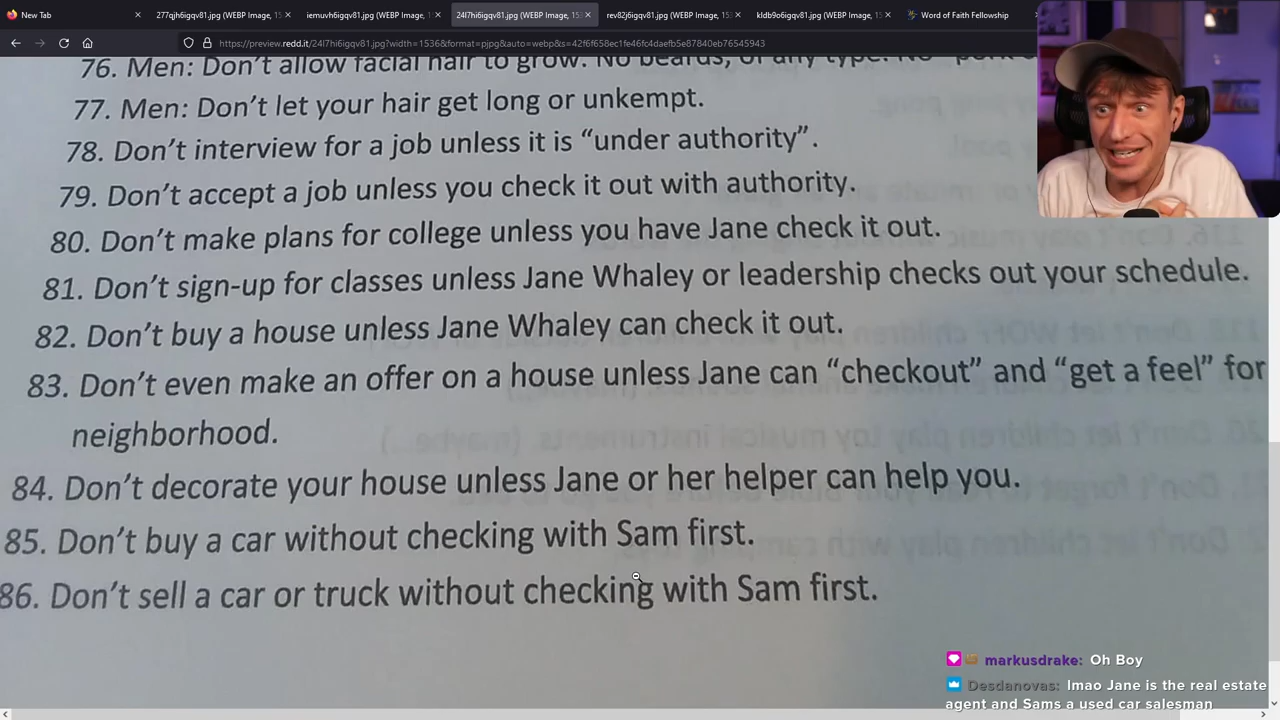 New Tab
277qjh6igqv81.jpg (WEBP Image, 15
iemuvh6igqv81.jpg (WEBP Image,
24l7hi6igqv81.jpg (WEBP Image, 153
rev82j6igqv81.jpg (WEBP Image, 153
kldb9o6igqv81.jpg (WEBP Image, 15
Word of Faith Fellowship
https://preview.redd.it/24l7hi6igqv81.jpg?width=1536&format=pjpg&auto=webp&s=42f6f658ec1fe46fc4daefb5e87840eb76545943
76. Men: Don't allow facial hair to grow. No beards, of any type. No
77. Men: Don't let your hair get long or unkempt.
78. Don't interview for a job unless it is “under authority”.
79. Don't accept a job unless you check it out with authority.
80. Don't make plans for college unless you have Jane check it out.
81. Don't sign-up for classes unless Jane Whaley or leadership checks out your schedule.
82. Don't buy a house unless Jane Whaley can check it out.
83. Don't even make an offer on a house unless Jane can “checkout” and “get a feel” for
neighborhood.
84. Don't decorate your house unless Jane or her helper can help you.
85. Don't buy a car without checking with Sam first.
86. Don't sell a car or truck without checking with Sam first.
markusdrake: Oh Boy
Desdanovas: lmao Jane is the real estate
agent and Sams a used car salesman